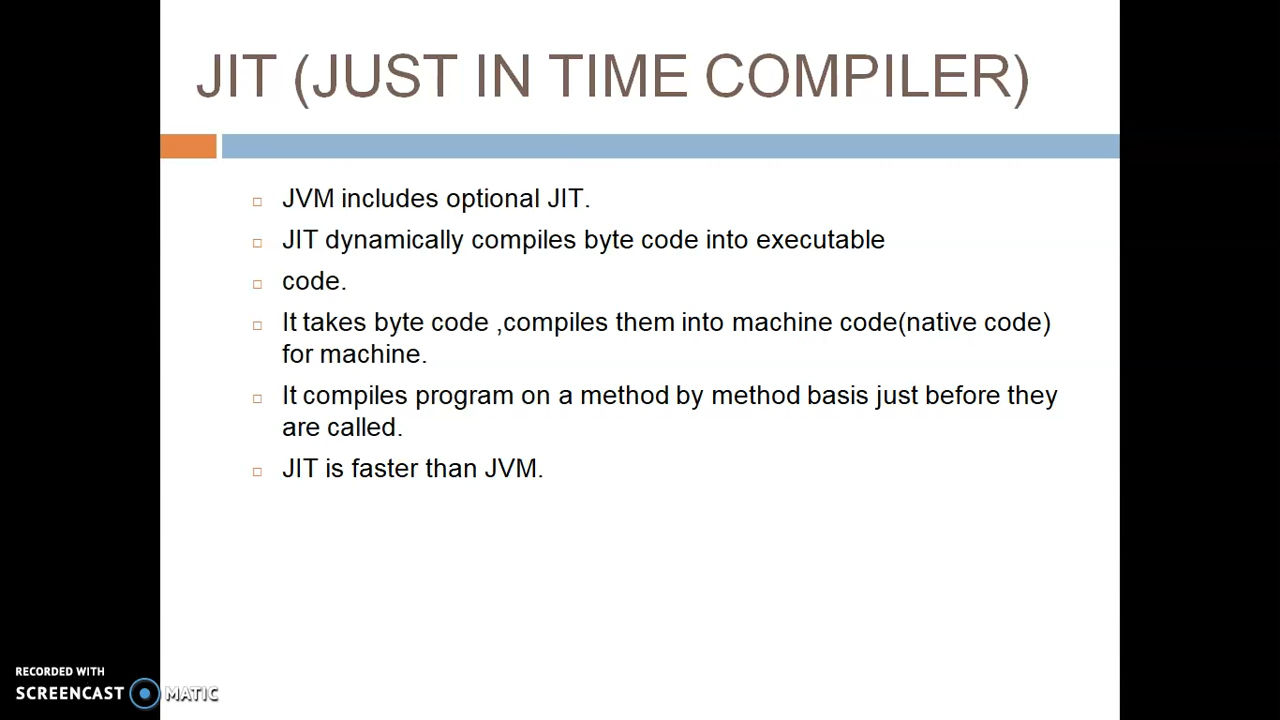 JIT (JUST IN TIME COMPILER)
JVM includes optional JIT.
JIT dynamically compiles byte code into executable
code.
It takes byte code ,compiles them into machine code(native code)
for machine.
It compiles program on a method by method basis just before they
are called.
JIT is faster than JVM.
RECORDED WITH
SCREENCAST MATIC